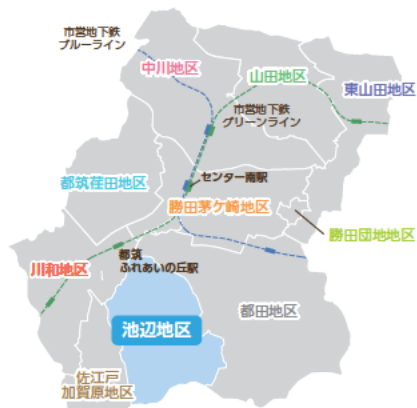 市営地下鉄
ブルーライン
中川地区
山田地区
東山田地区
市営地下鉄
グリーンライン
都筑荏田地区
センター南駅
勝田茅ケ崎地区
勝田団地地区
都筑
ふれあいの丘駅
川和地区
都田地区
池辺地区
佐江戸
加賀原地区